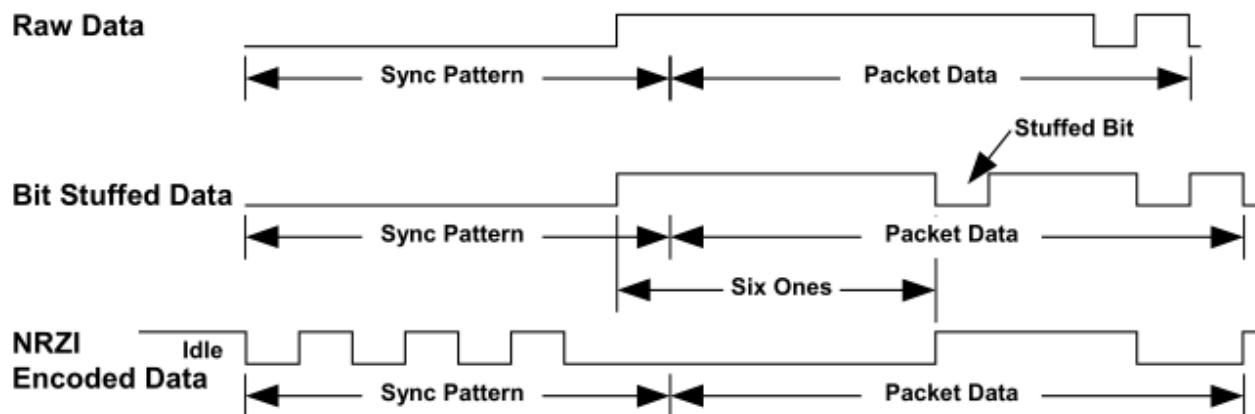 Raw Data
Sync Pattern
Packet Data
Stuffed Bit
Bit Stuffed Data
Sync Pattern
Packet Data
Six Ones
NRZI
Idle
Encoded Data
Sync Pattern
Packet Data